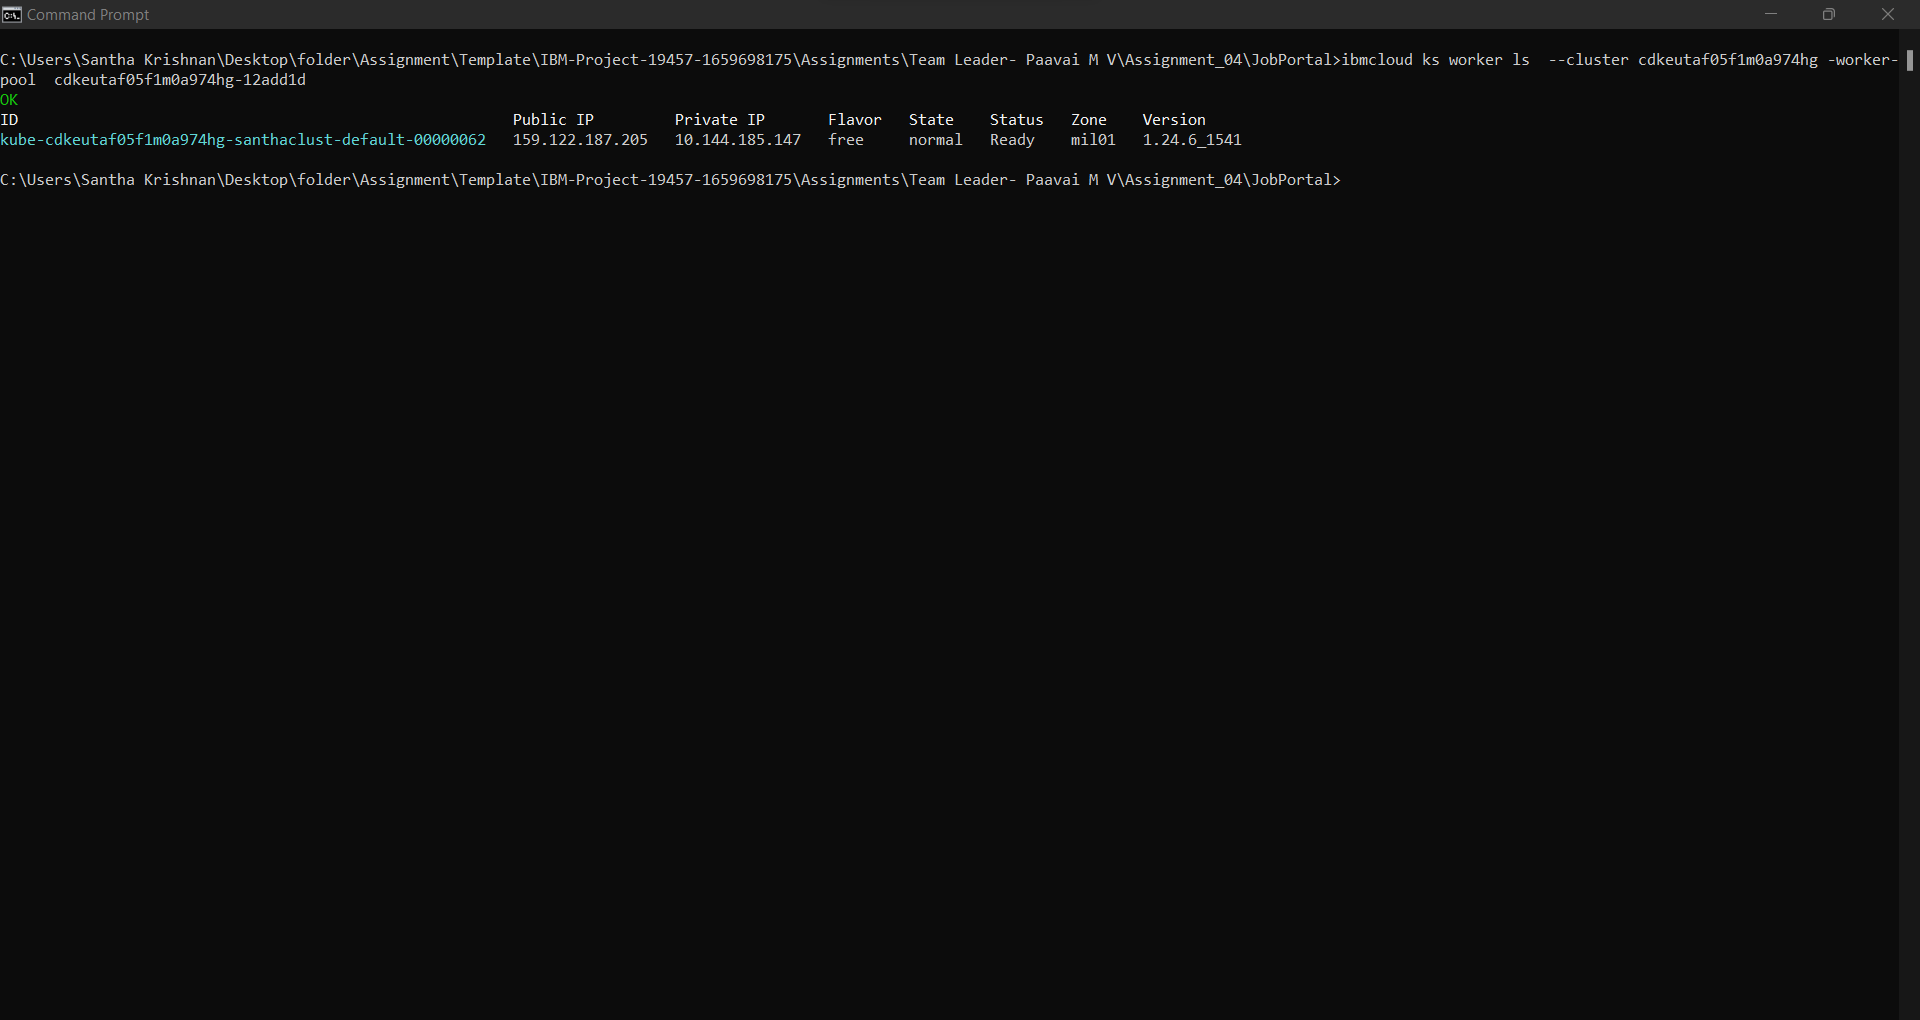 Command Prompt
C:\Users\Santha Krishnan\Desktop\folder\Assignment\Template\IBM-Project-19457-1659698175\Assignments\Team Leader- Paavai M V\Assignment_04\JobPortal>ibmcloud ks worker ls  --cluster cdkeutaf05f1m0a974hg -worker-
pool  cdkeutaf05f1m0a974hg-12add1d
OK
ID                                                       Public IP         Private IP       Flavor   State    Status   Zone    Version
kube-cdkeutaf05f1m0a974hg-santhaclust-default-00000062   159.122.187.205   10.144.185.147   free     normal   Ready    mil01   1.24.6_1541
C:\Users\Santha Krishnan\Desktop\folder\Assignment\Template\IBM-Project-19457-1659698175\Assignments\Team Leader- Paavai M V\Assignment_04\JobPortal>